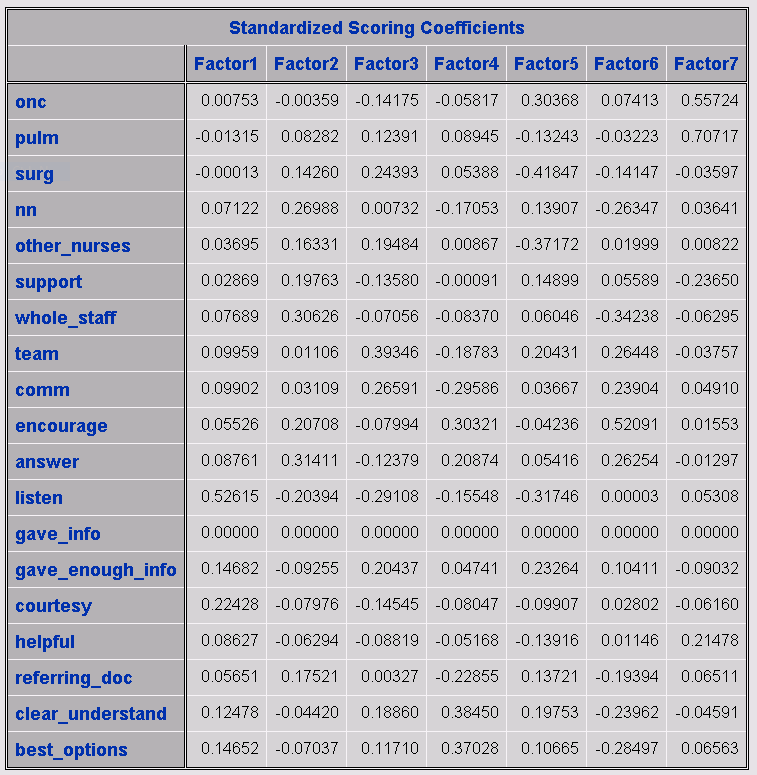 Standardized Scoring Coefficients
Factor1 Factor2 Factor3 Factor4 Factor5 Factor6 Factor7
onc 0.00753 -0.00359 -0.14175 -0.05817 0.30368 0.07413 0.55724
pulm -0.01315 0.08282 0.12391 0.08945 -0.13243 -0.03223 0.70717
surg -0.00013 0.14260 0.24393 0.05388 -0.41847 -0.14147 -0.03597
nn 0.07122 0.26988 0.00732 -0.17053 0.13907 -0.26347 0.03641
other_nurses 0.03695 0.16331 0.19484 0.00867 -0.37172 0.01999 0.00822
support 0.02869 0.19763 -0.13580 -0.00091 0.14899 0.05589 -0.23650
whole_staff 0.07689 0.30626 -0.07056 -0.08370 0.06046 -0.34238 -0.06295
team 0.09959 0.01106 0.39346 -0.18783 0.20431 0.26448 -0.03757
comm 0.09902 0.03109 0.26591 -0.29586 0.03667 0.23904 0.04910
encourage 0.05526 0.20708 -0.07994 0.30321 -0.04236 0.52091 0.01553
answer 0.08761 0.31411 -0.12379 0.20874 0.05416 0.26254 -0.01297
listen 0.52615 -0.20394 -0.29108 -0.15548 -0.31746 0.00003 0.05308
gave_info 0.00000 0.00000 0.00000 0.00000 0.00000 0.00000 0.00000
gave_enough_info 0.14682 -0.09255 0.20437 0.04741 0.23264 0.10411 -0.09032
courtesy 0.22428 -0.07976 -0.14545 -0.08047 -0.09907 0.02802 -0.06160
helpful 0.08627 -0.06294 -0.08819 -0.05168 -0.13916 0.01146 0.21478
referring_doc 0.05651 0.17521 0.00327 -0.22855 0.13721 -0.19394 0.06511
clear_understand 0.12478 -0.04420 0.18860 0.38450 0.19753 -0.23962 -0.04591
best_options 0.14652 -0.07037 0.11710 0.37028 0.10665 -0.28497 0.06563